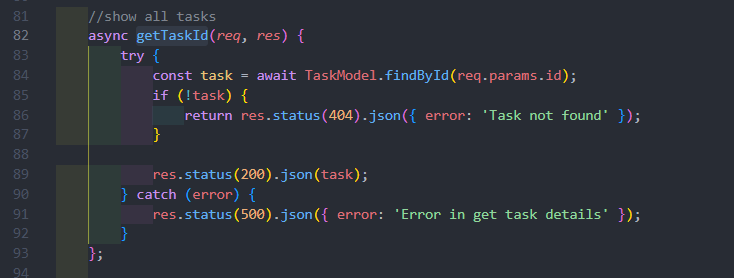 81 //show all tasks
82 async getTaskId(req, res) {
83 try {
84 const task = await TaskModel.findById(req.params.id);
85 if (!task) {
86 return res.status(404).json({ error: 'Task not found' });
87 }
88
89 res.status(200).json(task);
90 } catch (error) {
91 res.status(500).json({ error: 'Error in get task details' });
92 }
93 };
94